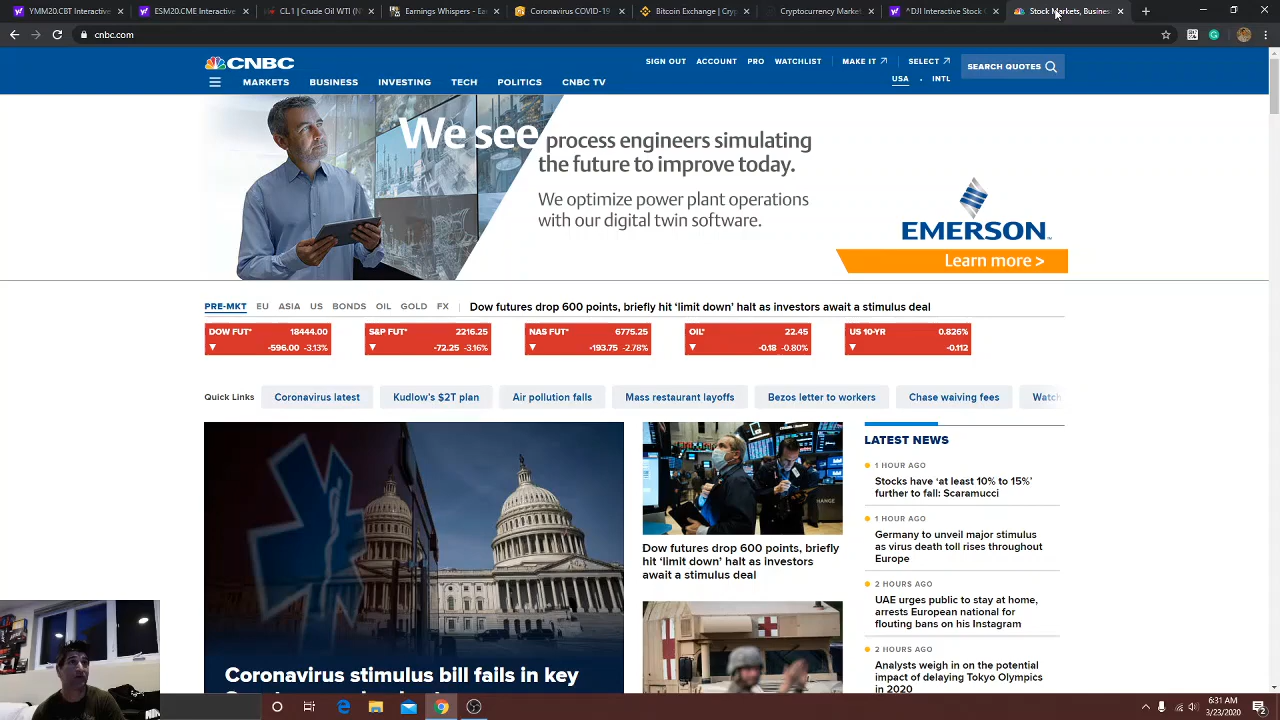 YMM20.CBT Interactive S
ES20M.CME Interactive
CL1 | Crude Oil WTI (N
Unhappy Meals Await Ex
Coronavirus COVID-19
Bitcoin Exchange | Cryp
Cryptocurrency Market
^DJI Interactive Stock C
Stock Markets, Busines
cnbc.com
CNBC
SIGN OUT ACCOUNT PRO WATCHLIST MAKE IT SELECT
USA · INTL
SEARCH QUOTES
MARKETS BUSINESS INVESTING TECH POLITICS CNBC TV
We see process engineers simulating
the future to improve today.
We optimize power plant operations
with our digital twin software.
EMERSON™
Learn more >
PRE-MKT EU ASIA US BONDS OIL GOLD FX | Dow futures drop 600 points, briefly hit ‘limit down’ halt as investors await a stimulus deal
DOW FUT* 18444.00
-596.00 -3.13%
S&P FUT* 2216.25
-72.25 -3.16%
NAS FUT* 6775.25
-193.75 -2.78%
OIL* 22.45
-0.18 -0.80%
US 10-YR 0.826%
-0.112
Quick Links Coronavirus latest Kudlow's $2T plan Air pollution falls Mass restaurant layoffs Bezos letter to workers Chase waiving fees Watch
Coronavirus stimulus bill fails in key
Dow futures drop 600 points, briefly
hit ‘limit down’ halt as investors
await a stimulus deal
LATEST NEWS
1 HOUR AGO
Stocks have ‘at least 10% to 15%’
further to fall: Scaramucci
1 HOUR AGO
Germany to unveil major stimulus
as virus death toll rises throughout
Europe
2 HOURS AGO
UAE urges public to stay at home,
arrests European national for
flouting bans on his Instagram
2 HOURS AGO
Analysts weigh in on the potential
impact of delaying Tokyo Olympics
in 2020
6:31 AM
3/23/2020